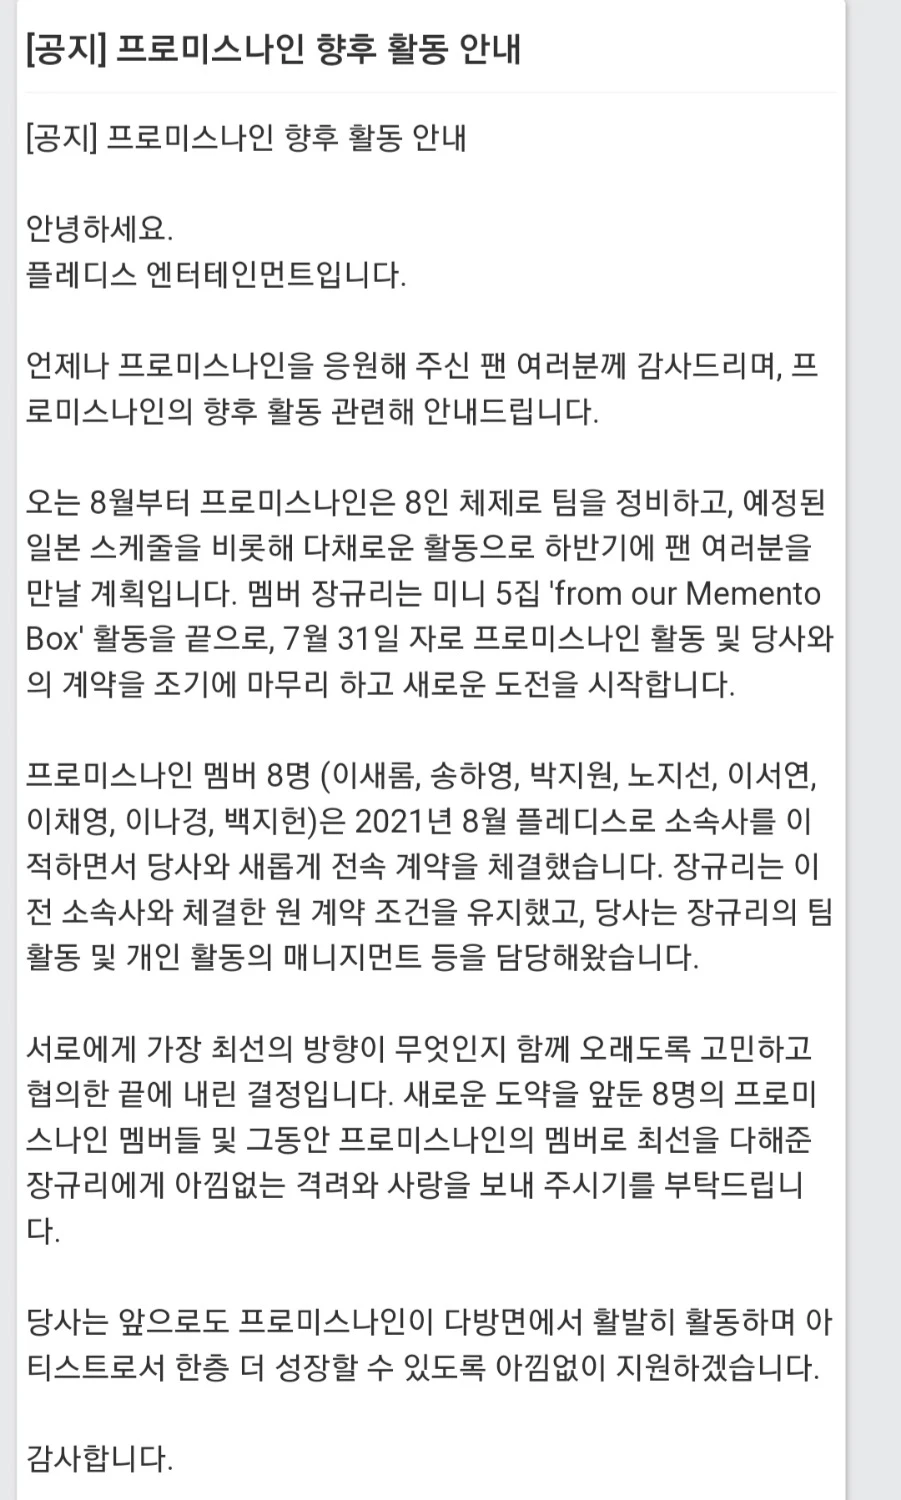 [공지] 프로미스나인 향후 활동 안내
[공지] 프로미스나인 향후 활동 안내
안녕하세요.
플레디스 엔터테인먼트입니다.
언제나 프로미스나인을 응원해 주신 팬 여러분께 감사드리며, 프
로미스나인의 향후 활동 관련해 안내드립니다.
오는 8월부터 프로미스나인은 8인 체제로 팀을 정비하고, 예정된
일본 스케줄을 비롯해 다채로운 활동으로 하반기에 팬 여러분을
만날 계획입니다. 멤버 장규리는 미니 5집 'from our Memento
Box' 활동을 끝으로, 7월 31일 자로 프로미스나인 활동 및 당사와
의 계약을 조기에 마무리 하고 새로운 도전을 시작합니다.
프로미스나인 멤버 8명 (이새롬, 송하영, 박지원, 노지선, 이서연,
이채영, 이나경, 백지헌)은 2021년 8월 플레디스로 소속사를 이
적하면서 당사와 새롭게 전속 계약을 체결했습니다. 장규리는 이
전 소속사와 체결한 원 계약 조건을 유지했고, 당사는 장규리의 팀
활동 및 개인 활동의 매니지먼트 등을 담당해왔습니다.
서로에게 가장 최선의 방향이 무엇인지 함께 오래도록 고민하고
협의한 끝에 내린 결정입니다. 새로운 도약을 앞둔 8명의 프로미
스나인 멤버들 및 그동안 프로미스나인의 멤버로 최선을 다해준
장규리에게 아낌없는 격려와 사랑을 보내 주시기를 부탁드립니
다.
당사는 앞으로도 프로미스나인이 다방면에서 활발히 활동하며 아
티스트로서 한층 더 성장할 수 있도록 아낌없이 지원하겠습니다.
감사합니다.